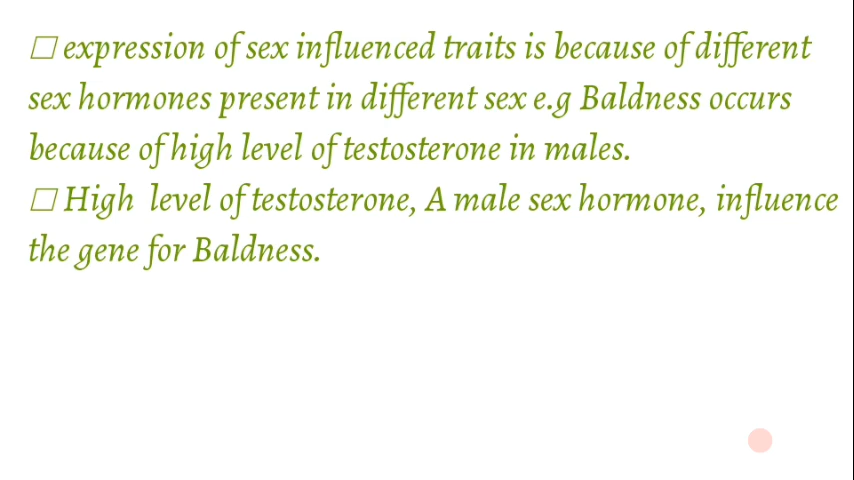 □ expression of sex influenced traits is because of different
sex hormones present in different sex e.g Baldness occurs
because of high level of testosterone in males.
□ High level of testosterone, A male sex hormone, influence
the gene for Baldness.